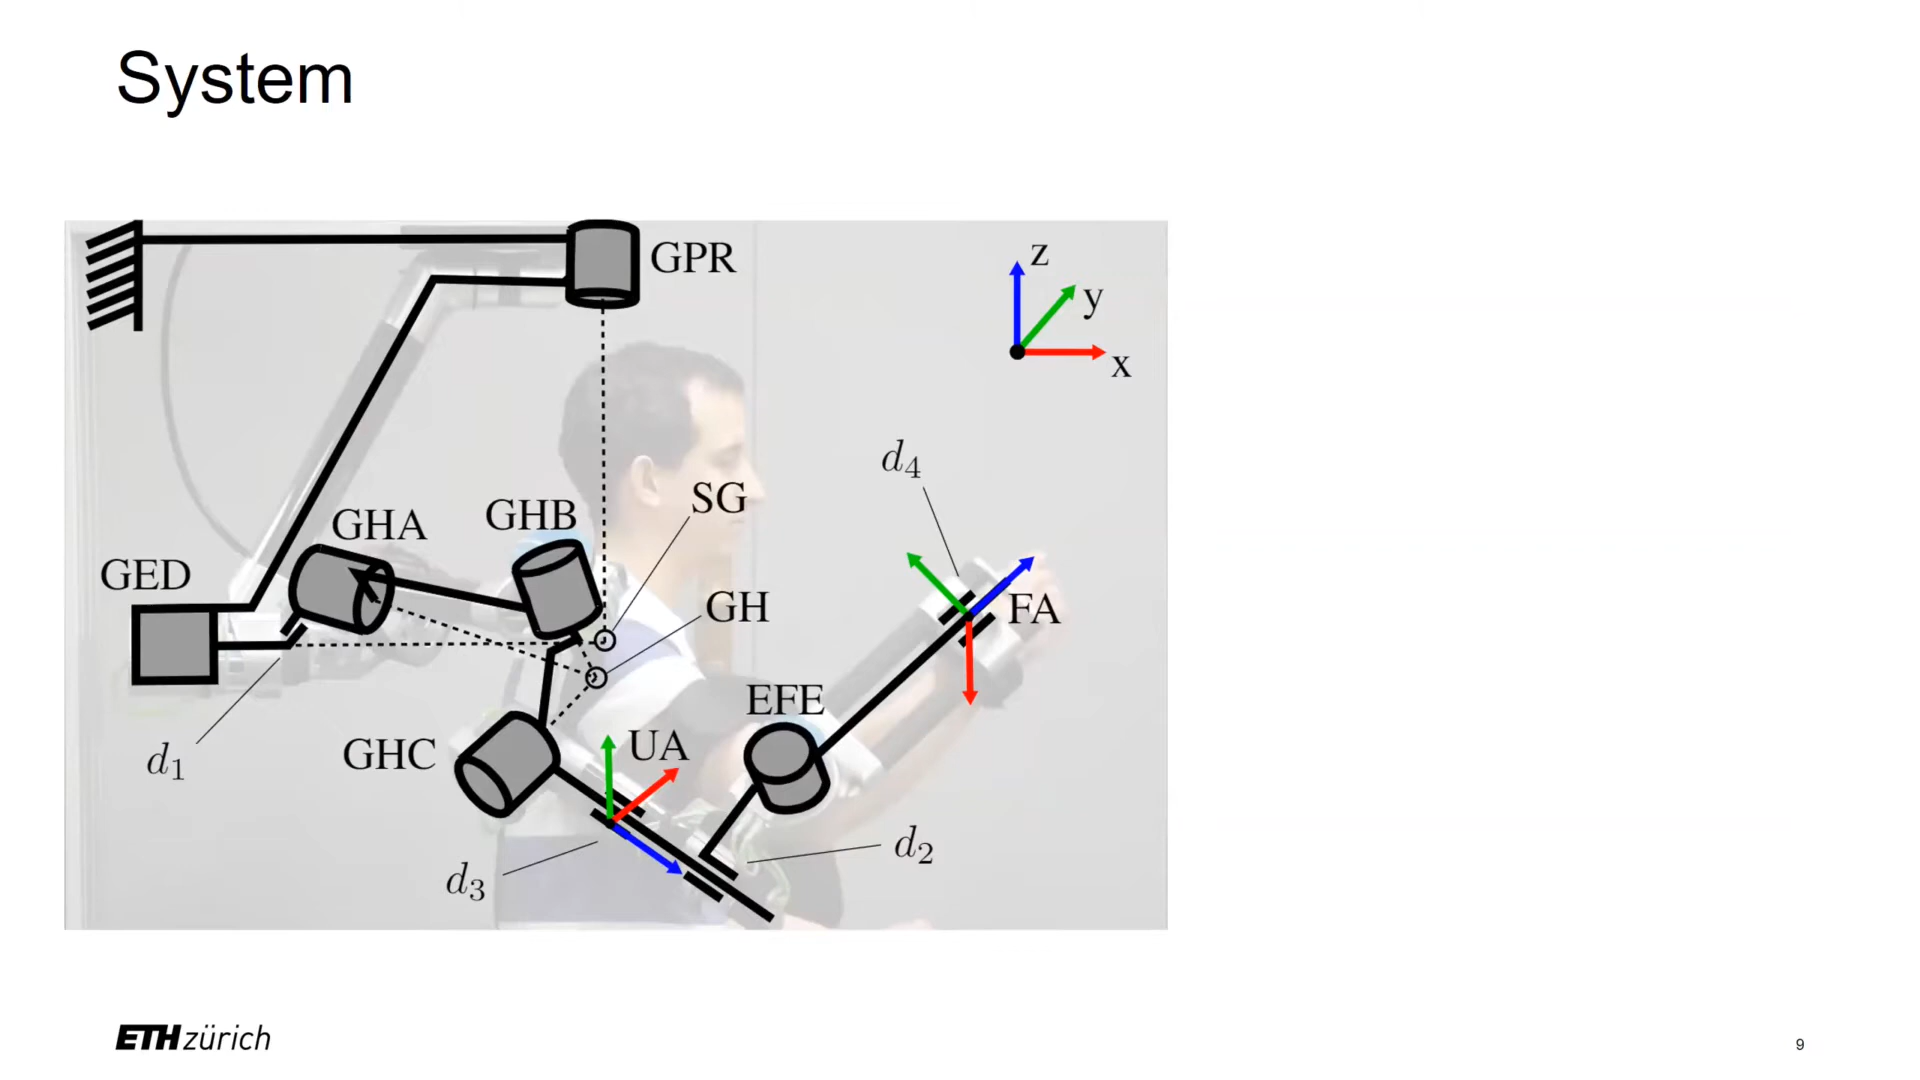 System
GPR
z
y
x
d4
SG
GHB
GHA
GED
GH
FA
EFE
UA
GHC
d1
d2
d3
ETH zürich
9